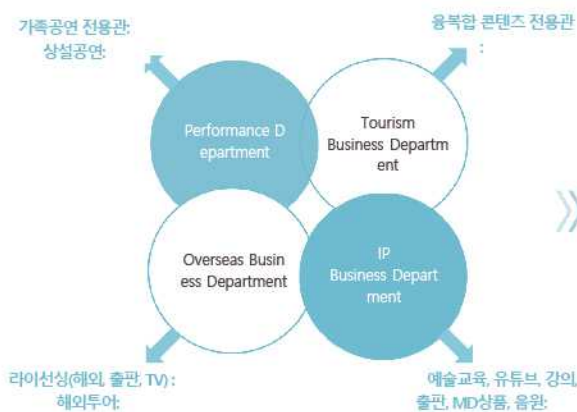 가족공연 전용관:
상설공연:
융복합 콘텐츠 전용관
:
Performance D
epartment
Tourism
Business Departm
ent
Overseas Busin
ess Department
IP
Business Depart
ment
라이선싱(해외, 출판, TV) :
해외투어:
예술교육, 유튜브, 강의,
출판, MD상품, 음원: